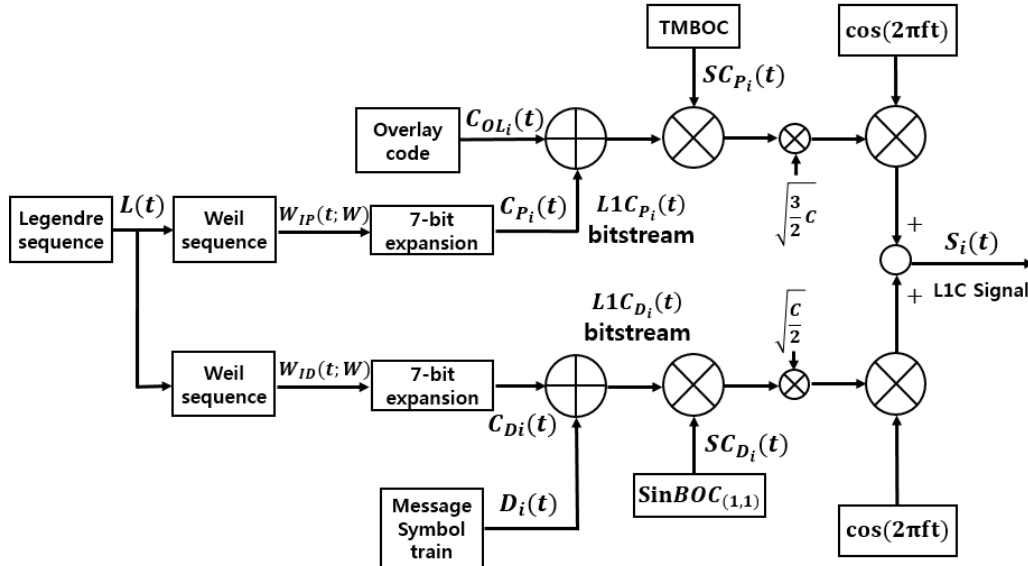 TMBOC
cos(2πft)
SC_{P_i}(t)
Overlay
code
C_{OL_i}(t)
Legendre
sequence
L(t)
Weil
sequence
W_{IP}(t; W)
7-bit
expansion
C_{P_i}(t)
L1C_{P_i}(t)
bitstream
√(3/2 C)
+
S_i(t)
L1C Signal
+
L1C_{D_i}(t)
bitstream
√(C/2)
Weil
sequence
W_{ID}(t; W)
7-bit
expansion
C_{Di}(t)
SC_{D_i}(t)
SinBOC_{(1,1)}
Message
Symbol
train
D_i(t)
cos(2πft)